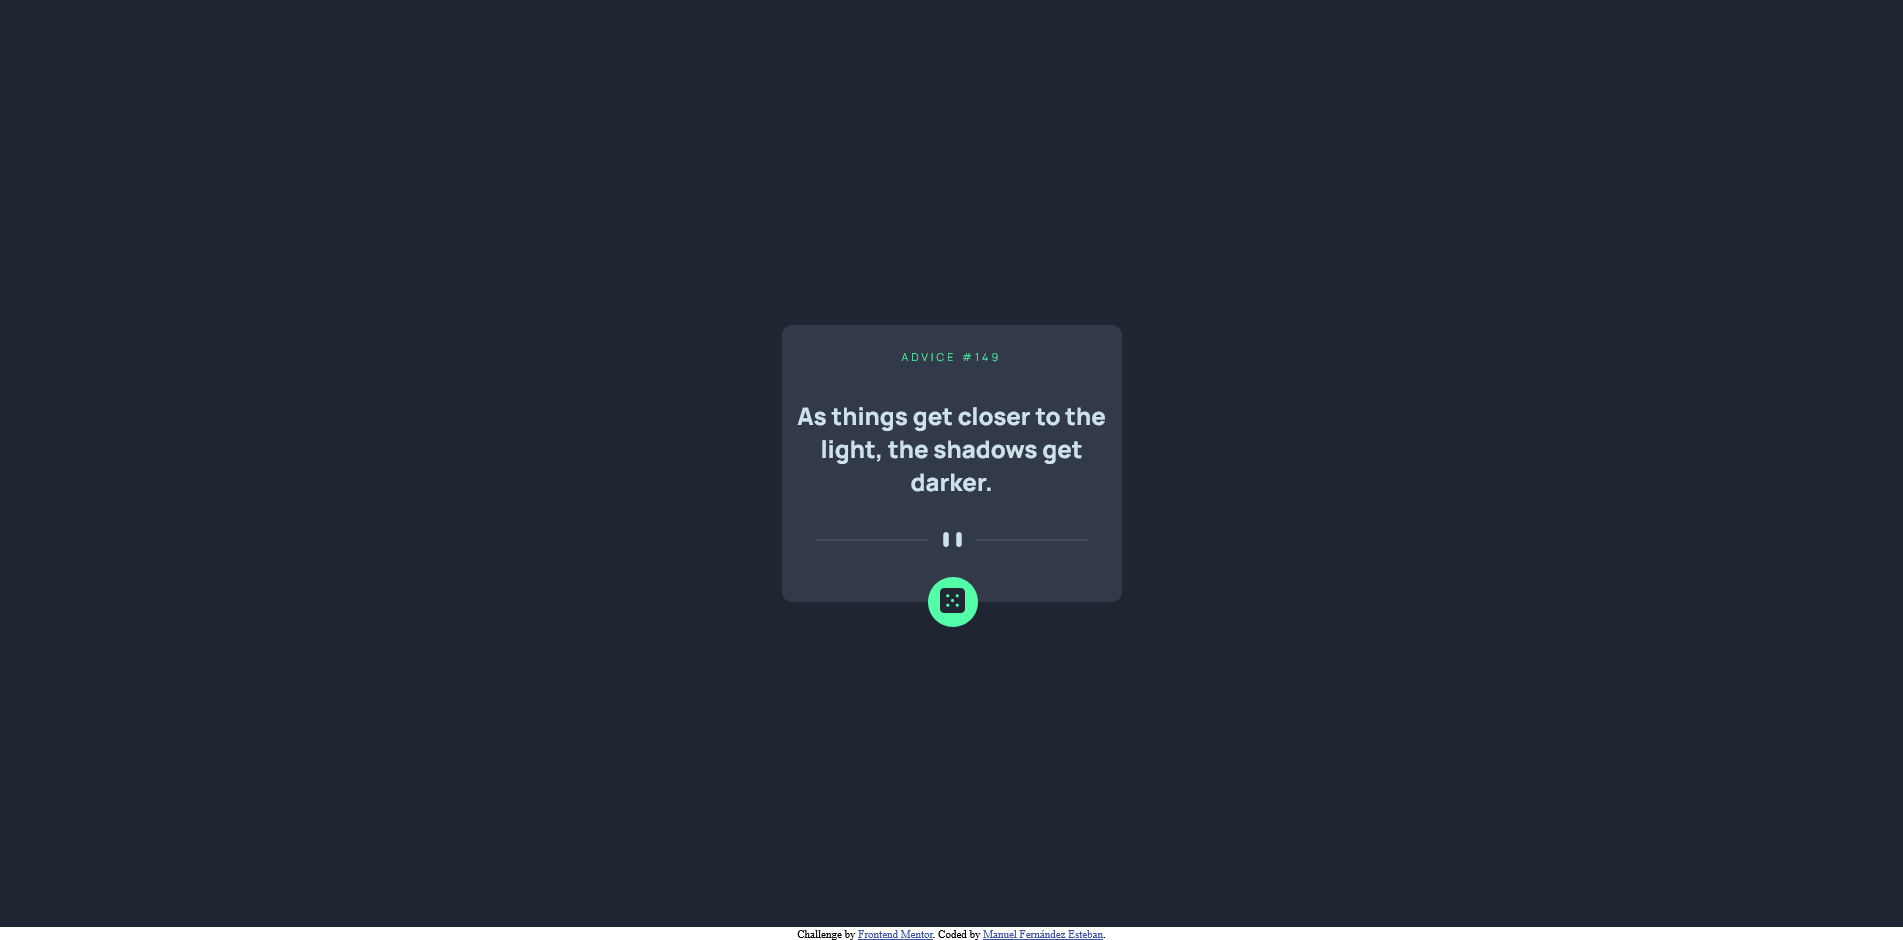 ADVICE #149
As things get closer to the
light, the shadows get
darker.
Challenge by Frontend Mentor. Coded by Manuel Fernández Esteban.